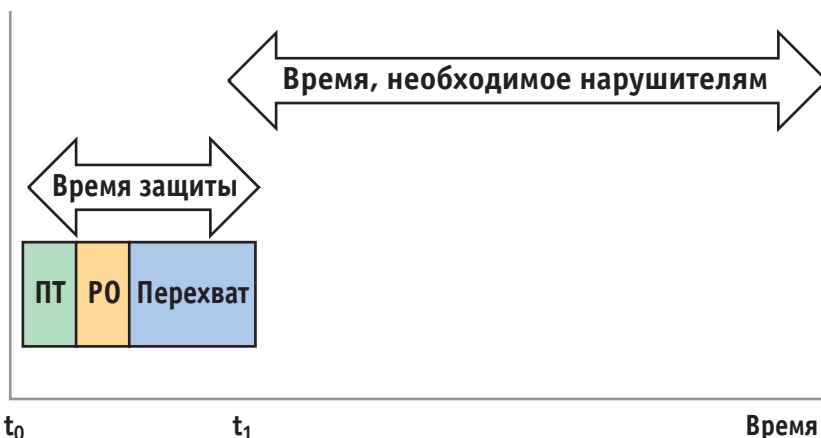 Время, необходимое нарушителям
Время защиты
ПТ РО Перехват
t₀ t₁ Время